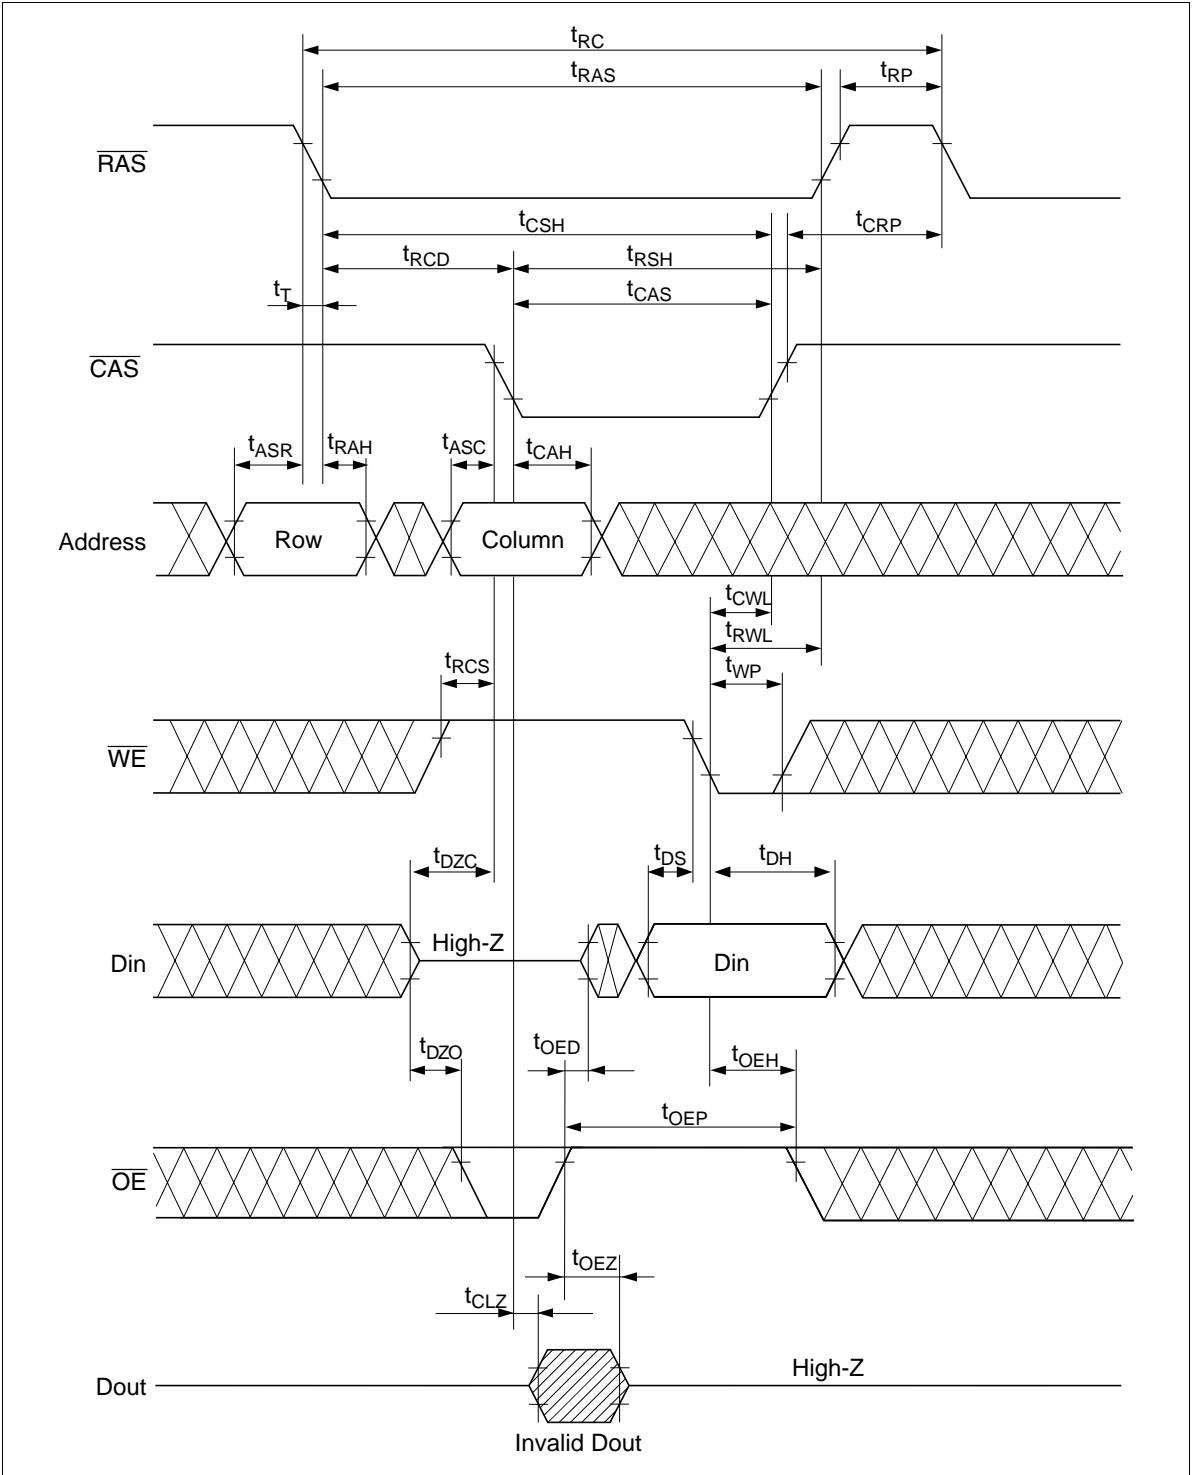 tRC
tRAS
tRP
RAS
tCSH
tCRP
tRCD
tRSH
tT
tCAS
CAS
tASR
tRAH
tASC
tCAH
Address
Row
Column
tCWL
tRWL
tRCS
tWP
WE
tDZC
tDS
tDH
Din
High-Z
Din
tDZO
tOED
tOEH
tOEP
OE
tOEZ
tCLZ
Dout
High-Z
Invalid Dout